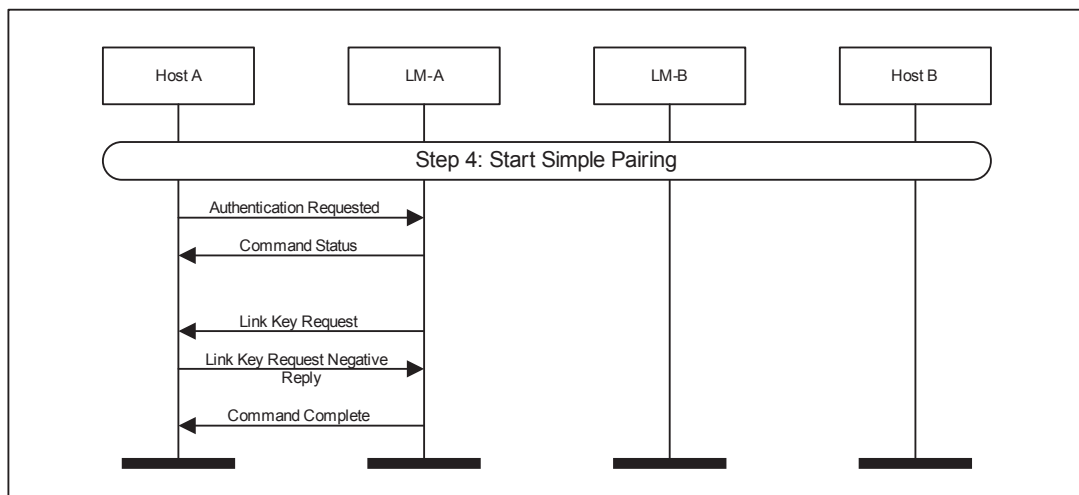 Host A
LM-A
LM-B
Host B
Step 4: Start Simple Pairing
Authentication Requested
Command Status
Link Key Request
Link Key Request Negative
Reply
Command Complete